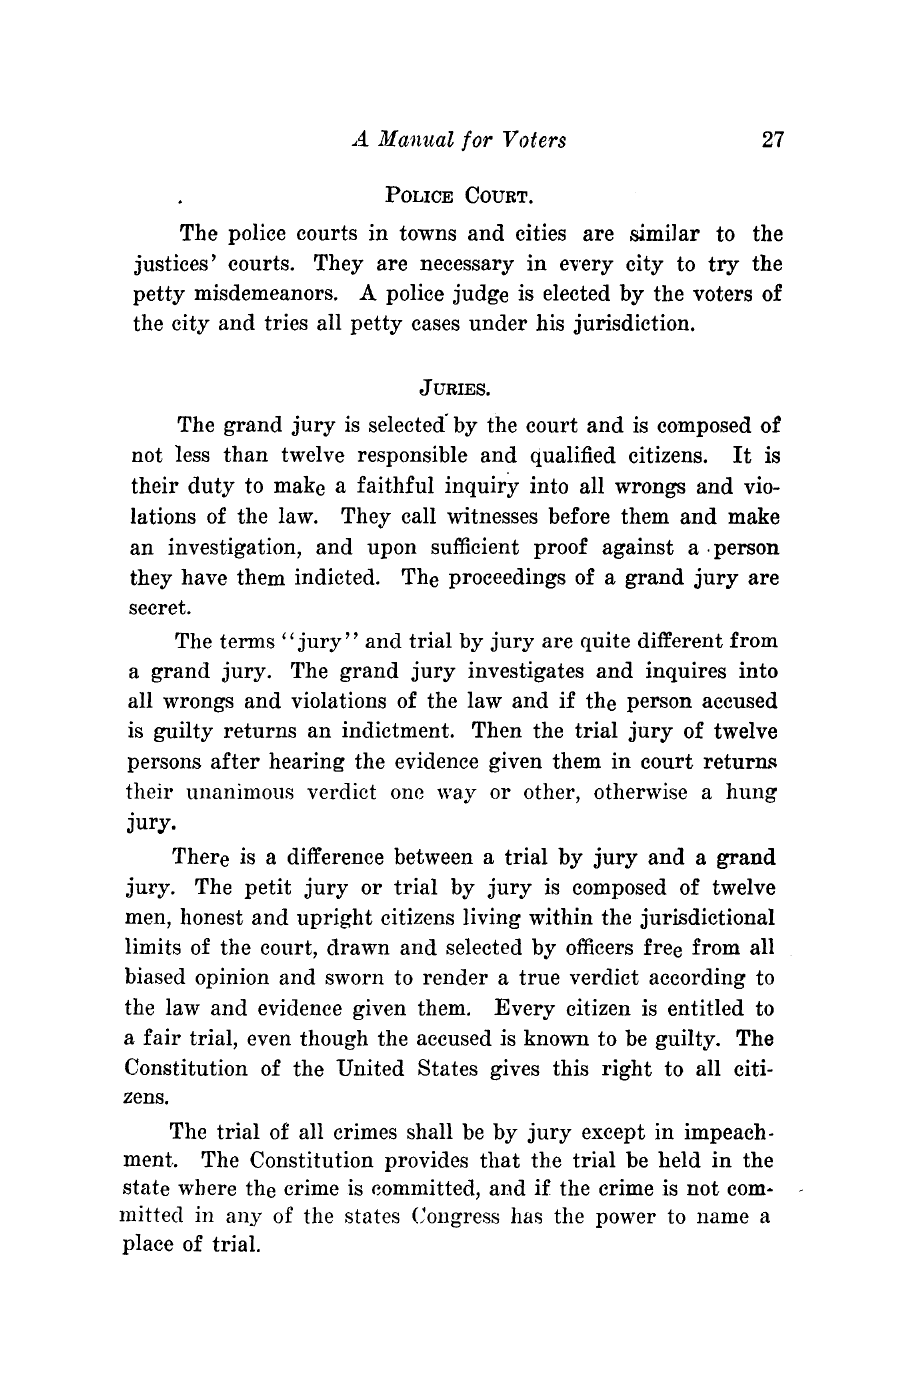 A Manual for Voters 27
POLICE COURT.
The police courts in towns and cities are similar to the
justices' courts. They are necessary in every city to try the
petty misdemeanors. A police judge is elected by the voters of
the city and tries all petty cases under his jurisdiction.
JURIES.
The grand jury is selected by the court and is composed of
not less than twelve responsible and qualified citizens. It is
their duty to make a faithful inquiry into all wrongs and vio-
lations of the law. They call witnesses before them and make
an investigation, and upon sufficient proof against a person
they have them indicted. The proceedings of a grand jury are
secret.
The terms "jury" and trial by jury are quite different from
a grand jury. The grand jury investigates and inquires into
all wrongs and violations of the law and if the person accused
is guilty returns an indictment. Then the trial jury of twelve
persons after hearing the evidence given them in court returns
their unanimous verdict one way or other, otherwise a hung
jury.
There is a difference between a trial by jury and a grand
jury. The petit jury or trial by jury is composed of twelve
men, honest and upright citizens living within the jurisdictional
limits of the court, drawn and selected by officers free from all
biased opinion and sworn to render a true verdict according to
the law and evidence given them. Every citizen is entitled to
a fair trial, even though the accused is known to be guilty. The
Constitution of the United States gives this right to all citi-
zens.
The trial of all crimes shall be by jury except in impeach-
ment. The Constitution provides that the trial be held in the
state where the crime is committed, and if the crime is not com-
mitted in any of the states Congress has the power to name a
place of trial.